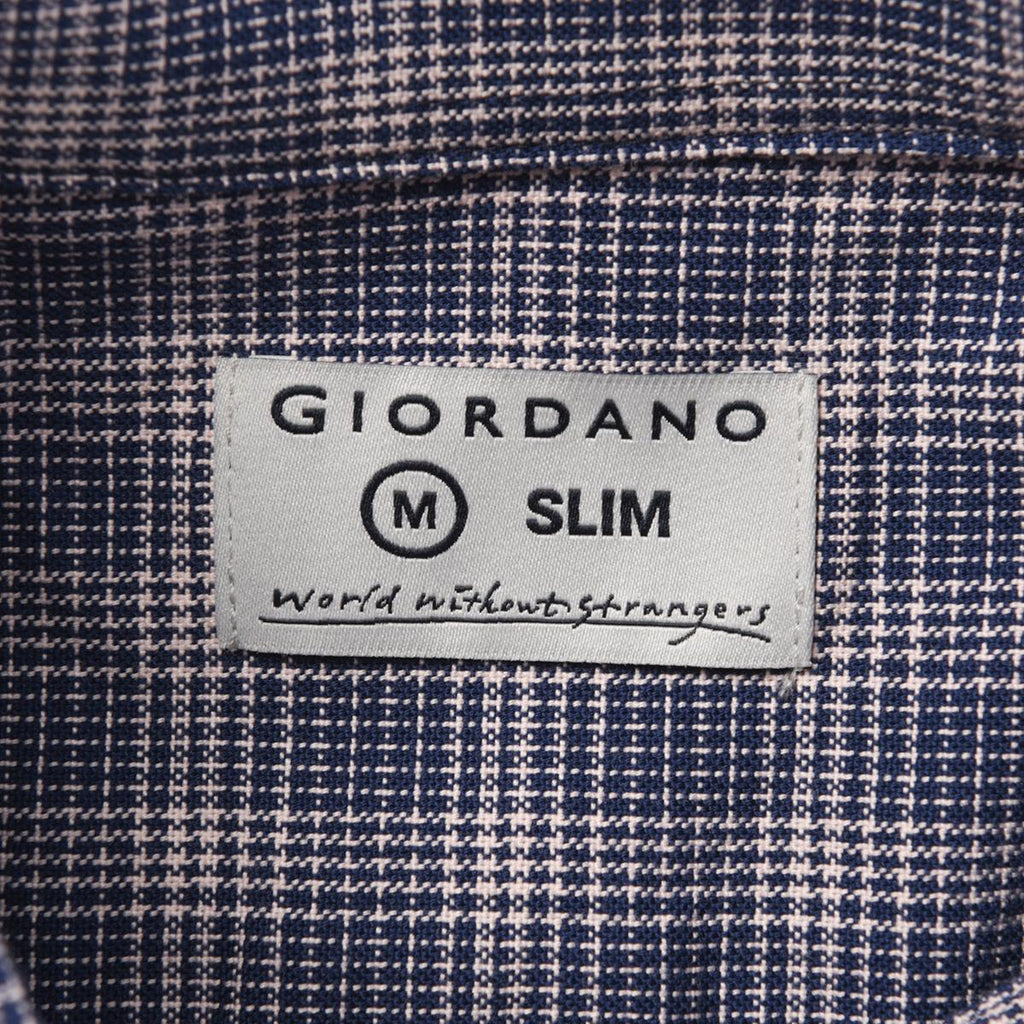 GIORDANO
M SLIM
world without strangers